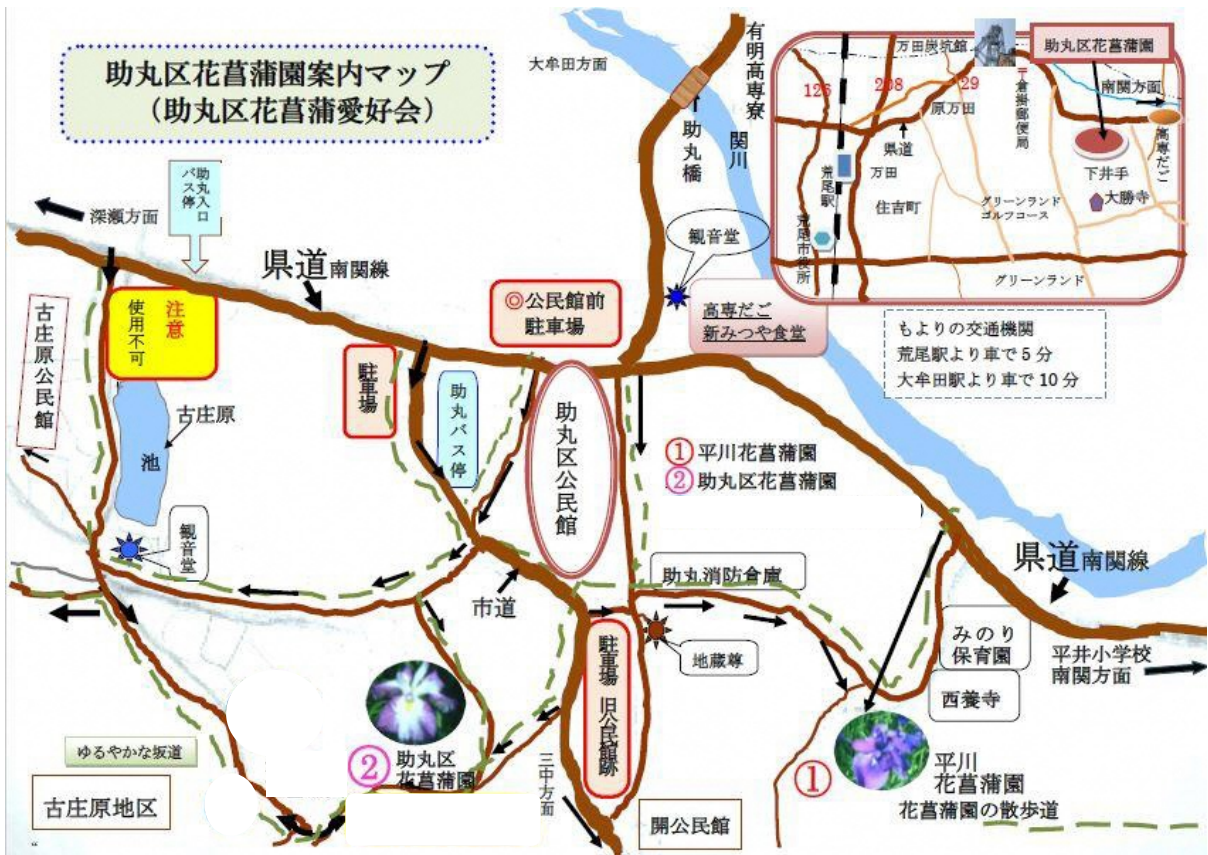 助丸区花菖蒲園案内マップ
（助丸区花菖蒲愛好会）
大牟田方面
有明高専寮
関川
助丸橋
助丸入口
バス停
深瀬方面
県道南関線
観音堂
◎公民館前
駐車場
高専だご
新みつや食堂
万田炭坑館
助丸区花菖蒲園
126
208
29
〒倉掛郵便局
南関方面
原万田
県道
荒尾駅
万田
高専だご
下井手
大勝寺
住吉町
グリーンランド
ゴルフコース
荒尾市役所
グリーンランド
もよりの交通機関
荒尾駅より車で 5 分
大牟田駅より車で 10 分
古庄原公民館
注意
使用不可
駐車場
助丸バス停
助丸区公民館
古庄原
池
① 平川花菖蒲園
② 助丸区花菖蒲園
）
観音堂
市道
助丸消防倉庫
県道南関線
みのり
保育園
平井小学校
南関方面
西養寺
地蔵尊
駐車場 旧公民館跡
ゆるやかな坂道
古庄原地区
② 助丸区
花菖蒲園
三中方面
開公民館
①
平川
花菖蒲園
花菖蒲園の散歩道
“